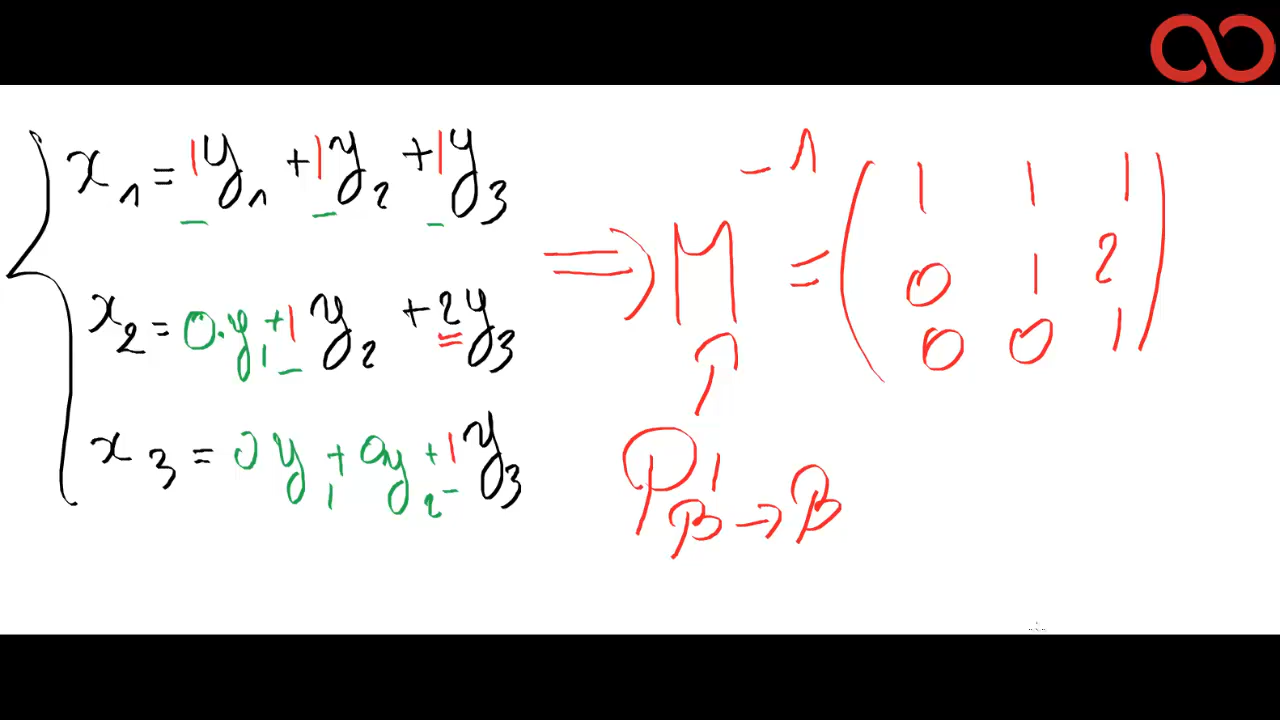 x₁ = 1y₁ + 1y₂ + 1y₃
x₂ = 0·y₁ + 1y₂ + 2y₃
x₃ = 0y₁ + 0y₂ + 1y₃
⇒ M⁻¹ = ( 1 1 1
0 1 2
0 0 1 )
↑
P_B' → B